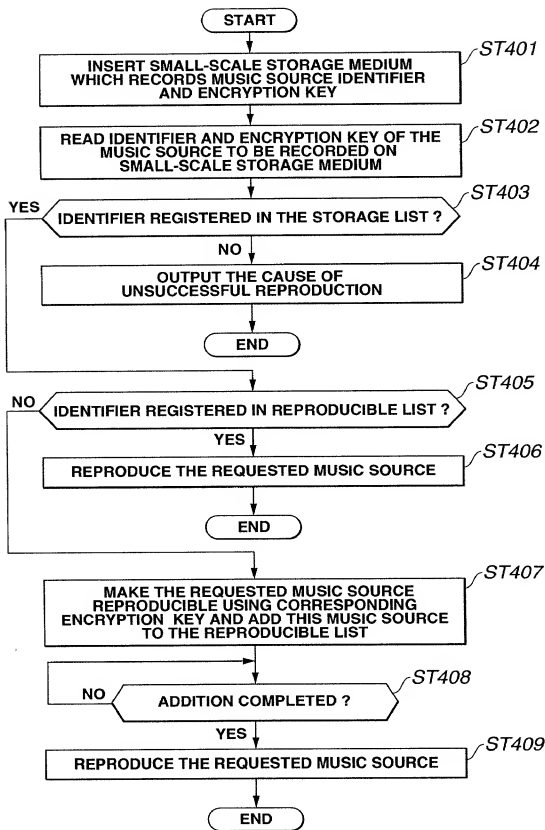 START
ST401
INSERT SMALL-SCALE STORAGE MEDIUM
WHICH RECORDS MUSIC SOURCE IDENTIFIER
AND ENCRYPTION KEY
ST402
READ IDENTIFIER AND ENCRYPTION KEY OF THE
MUSIC SOURCE TO BE RECORDED ON
SMALL-SCALE STORAGE MEDIUM
ST403
YES
IDENTIFIER REGISTERED IN THE STORAGE LIST ?
NO
ST404
OUTPUT THE CAUSE OF
UNSUCCESSFUL REPRODUCTION
END
ST405
NO
IDENTIFIER REGISTERED IN REPRODUCIBLE LIST ?
YES
ST406
REPRODUCE THE REQUESTED MUSIC SOURCE
END
ST407
MAKE THE REQUESTED MUSIC SOURCE
REPRODUCIBLE USING CORRESPONDING
ENCRYPTION KEY AND ADD THIS MUSIC SOURCE
TO THE REPRODUCIBLE LIST
ST408
NO
ADDITION COMPLETED ?
YES
ST409
REPRODUCE THE REQUESTED MUSIC SOURCE
END